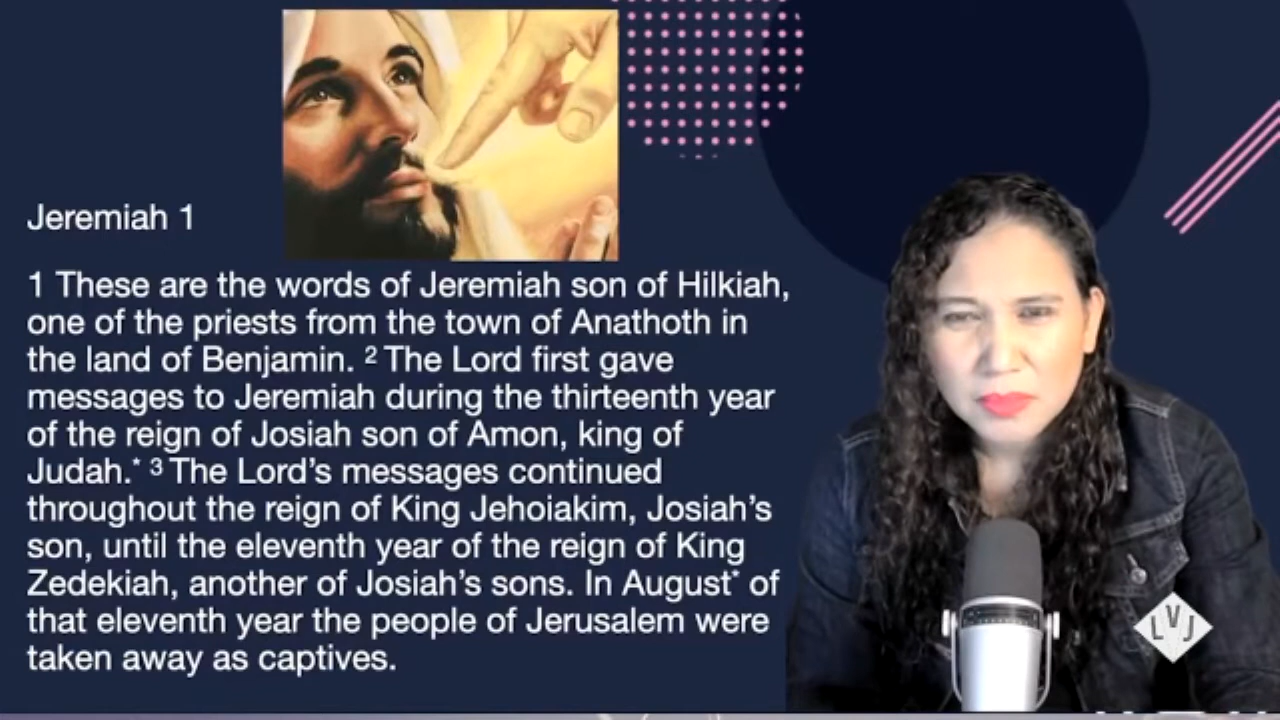 Jeremiah 1
1 These are the words of Jeremiah son of Hilkiah,
one of the priests from the town of Anathoth in
the land of Benjamin. 2 The Lord first gave
messages to Jeremiah during the thirteenth year
of the reign of Josiah son of Amon, king of
Judah.* 3 The Lord’s messages continued
throughout the reign of King Jehoiakim, Josiah’s
son, until the eleventh year of the reign of King
Zedekiah, another of Josiah’s sons. In August* of
that eleventh year the people of Jerusalem were
taken away as captives.
LVJ